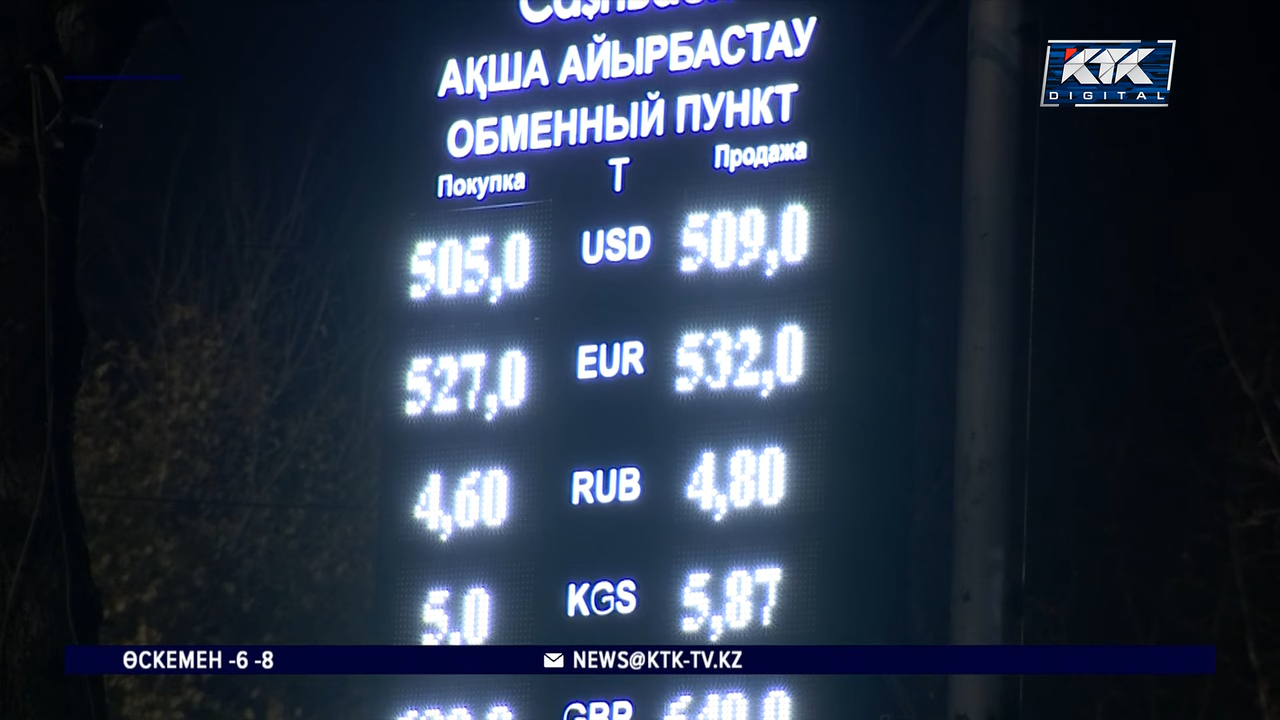 АҚША АЙЫРБАСТАУ
ОБМЕННЫЙ ПУНКТ
Покупка Т Продажа
505,0 USD 509,0
527,0 EUR 532,0
4,60 RUB 4,80
5,0 KGS 5,87
GBP
KTK
DIGITAL
ӨСКЕМЕН -6 -8
NEWS@KTK-TV.KZ